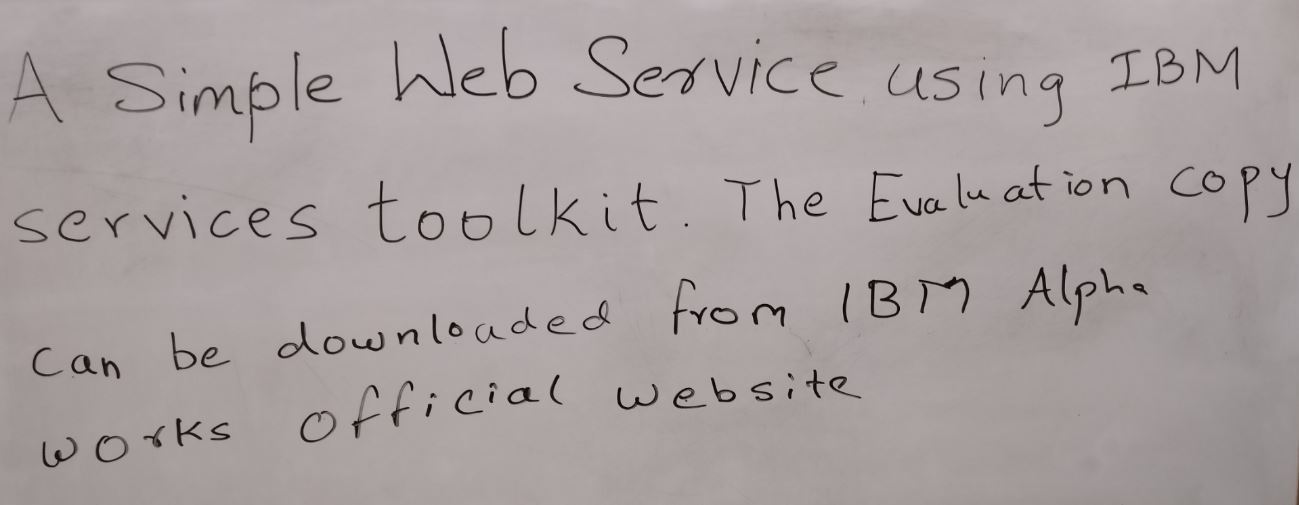 A Simple Web Service using IBM
services toolkit. The Evaluation copy
can be downloaded from IBM Alpha
works official website